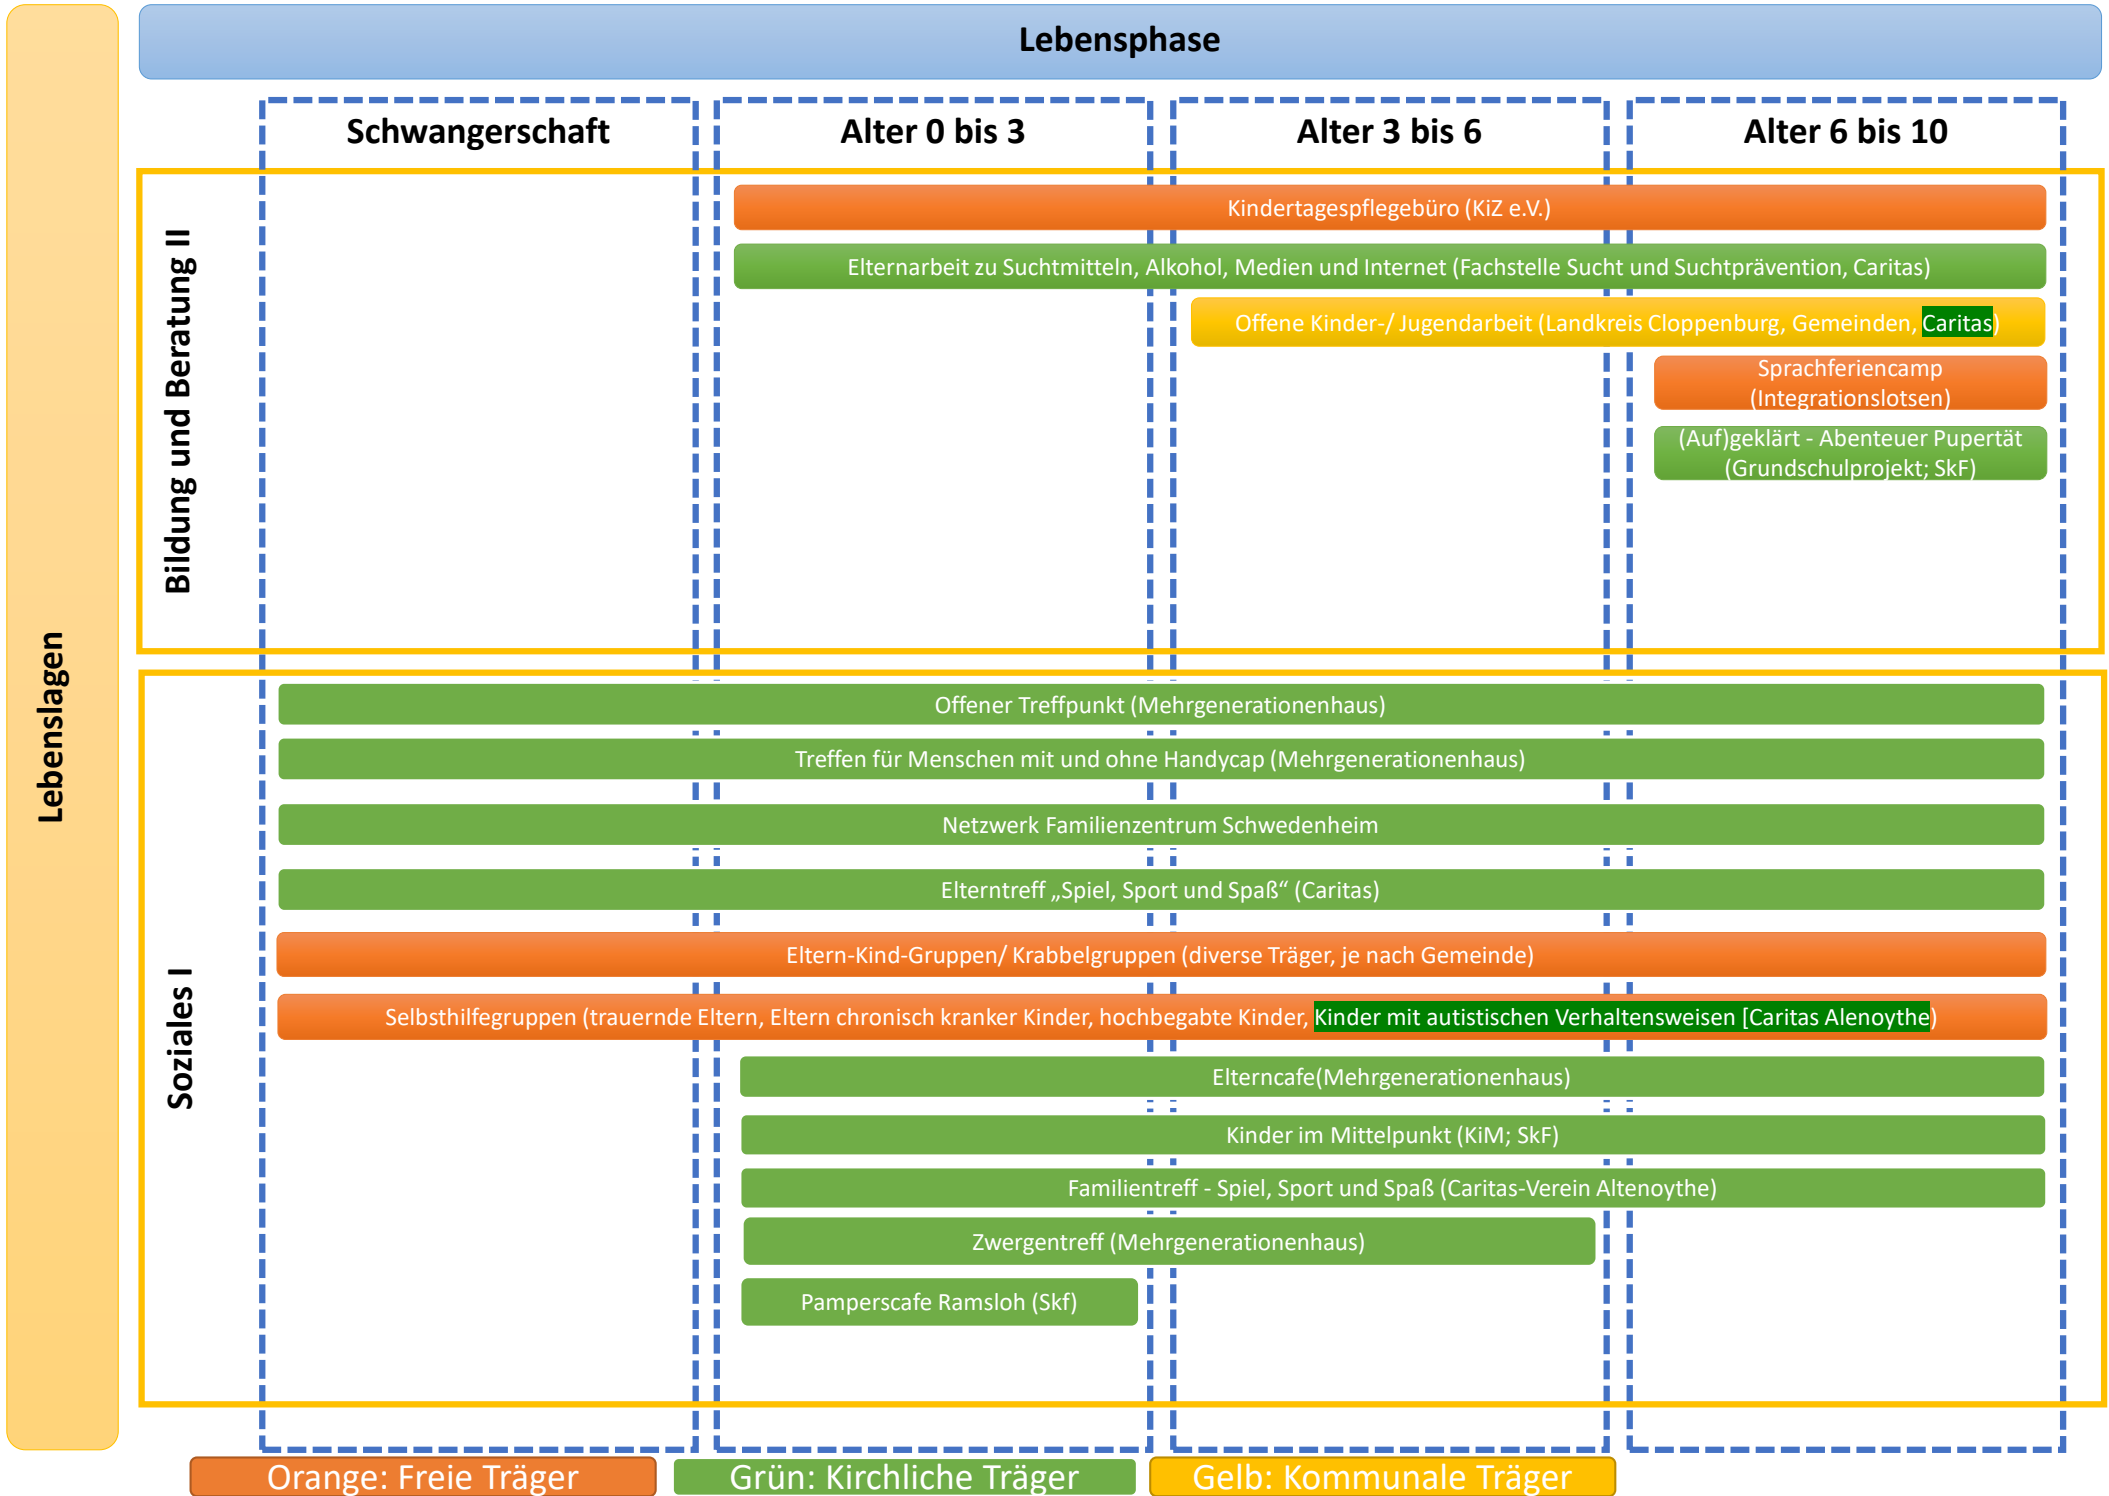 Lebensphase
Lebenslagen
Schwangerschaft
Alter 0 bis 3
Alter 3 bis 6
Alter 6 bis 10
Bildung und Beratung II
Kindertagespflegebüro (KiZ e.V.)
Elternarbeit zu Suchtmitteln, Alkohol, Medien und Internet (Fachstelle Sucht und Suchtprävention, Caritas)
Offene Kinder-/ Jugendarbeit (Landkreis Cloppenburg, Gemeinden, Caritas)
Sprachferiencamp
(Integrationslotsen)
(Auf)geklärt - Abenteuer Pupertät
(Grundschulprojekt; SkF)
Soziales I
Offener Treffpunkt (Mehrgenerationenhaus)
Treffen für Menschen mit und ohne Handycap (Mehrgenerationenhaus)
Netzwerk Familienzentrum Schwedenheim
Elterntreff „Spiel, Sport und Spaß“ (Caritas)
Eltern-Kind-Gruppen/ Krabbelgruppen (diverse Träger, je nach Gemeinde)
Selbsthilfegruppen (trauernde Eltern, Eltern chronisch kranker Kinder, hochbegabte Kinder, Kinder mit autistischen Verhaltensweisen [Caritas Alenoythe)
Elterncafe(Mehrgenerationenhaus)
Kinder im Mittelpunkt (KiM; SkF)
Familientreff - Spiel, Sport und Spaß (Caritas-Verein Altenoythe)
Zwergentreff (Mehrgenerationenhaus)
Pamperscafe Ramsloh (Skf)
Orange: Freie Träger
Grün: Kirchliche Träger
Gelb: Kommunale Träger